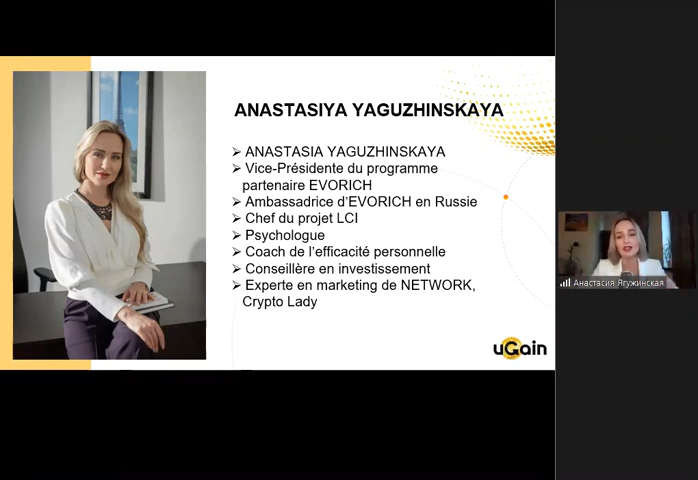 ANASTASIYA YAGUZHINSKAYA
➢ ANASTASIA YAGUZHINSKAYA
➢ Vice-Présidente du programme
partenaire EVORICH
➢ Ambassadrice d'EVORICH en Russie
➢ Chef du projet LCI
➢ Psychologue
➢ Coach de l'efficacité personnelle
➢ Conseillère en investissement
➢ Experte en marketing de NETWORK,
Crypto Lady
uGain
Анастасия Ягужинская